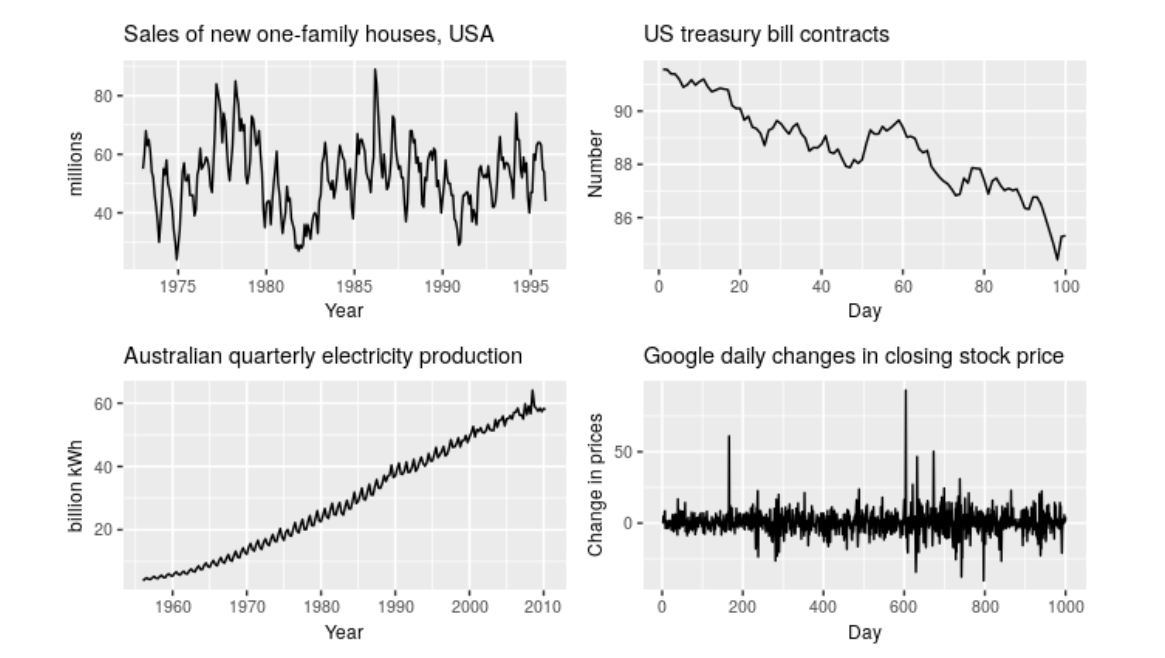 Sales of new one-family houses, USA
millions
80
60
40
1975 1980 1985 1990 1995
Year
US treasury bill contracts
Number
90
88
86
0 20 40 60 80 100
Day
Australian quarterly electricity production
billion kWh
60
40
20
1960 1970 1980 1990 2000 2010
Year
Google daily changes in closing stock price
Change in prices
50
0
0 200 400 600 800 1000
Day